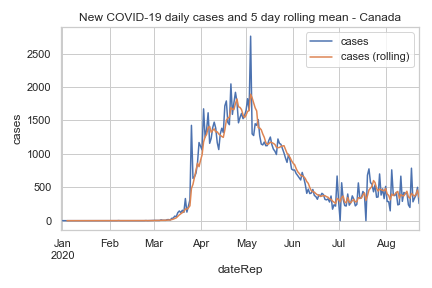 New COVID-19 daily cases and 5 day rolling mean - Canada
cases
cases (rolling)
cases
2500
2000
1500
1000
500
0
Jan
2020
Feb
Mar
Apr
May
Jun
Jul
Aug
dateRep